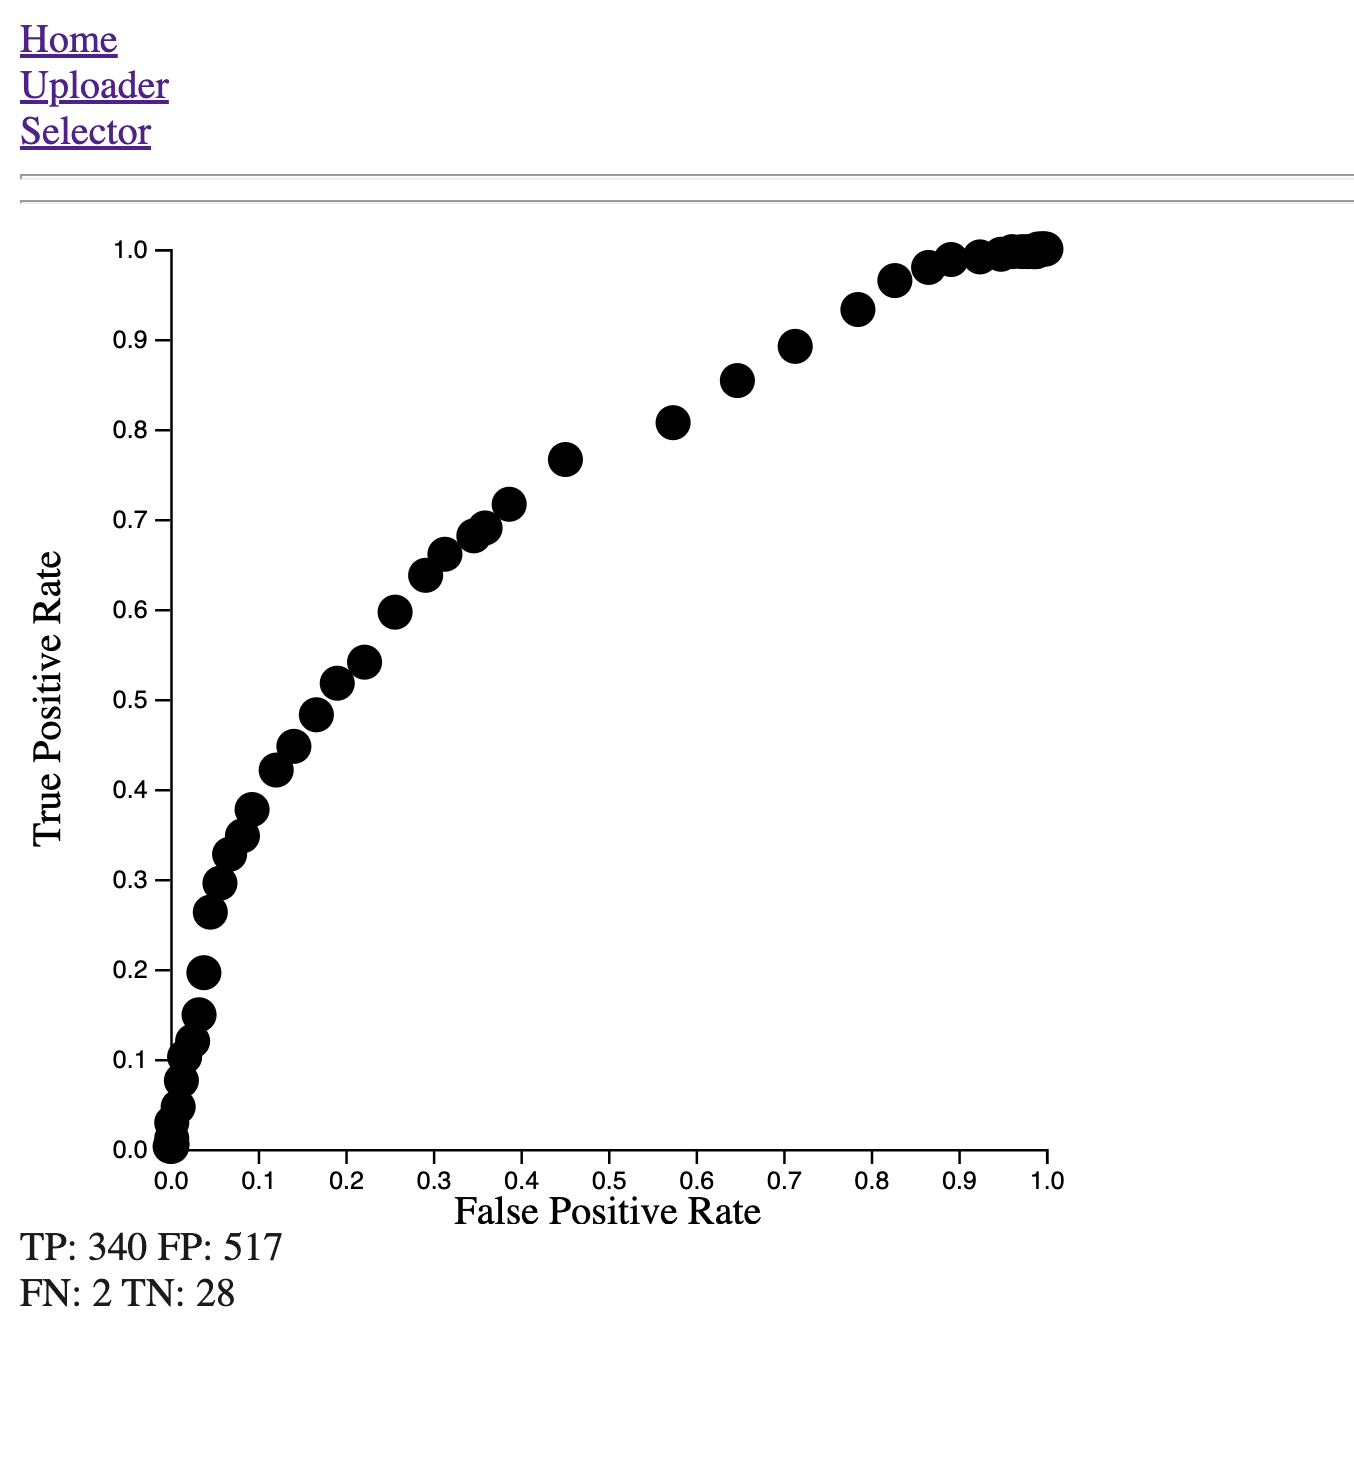 Home
Uploader
Selector
1.0
0.9
0.8
0.7
0.6
0.5
0.4
0.3
0.2
0.1
0.0
True Positive Rate
0.0 0.1 0.2 0.3 0.4 0.5 0.6 0.7 0.8 0.9 1.0
False Positive Rate
TP: 340 FP: 517
FN: 2 TN: 28